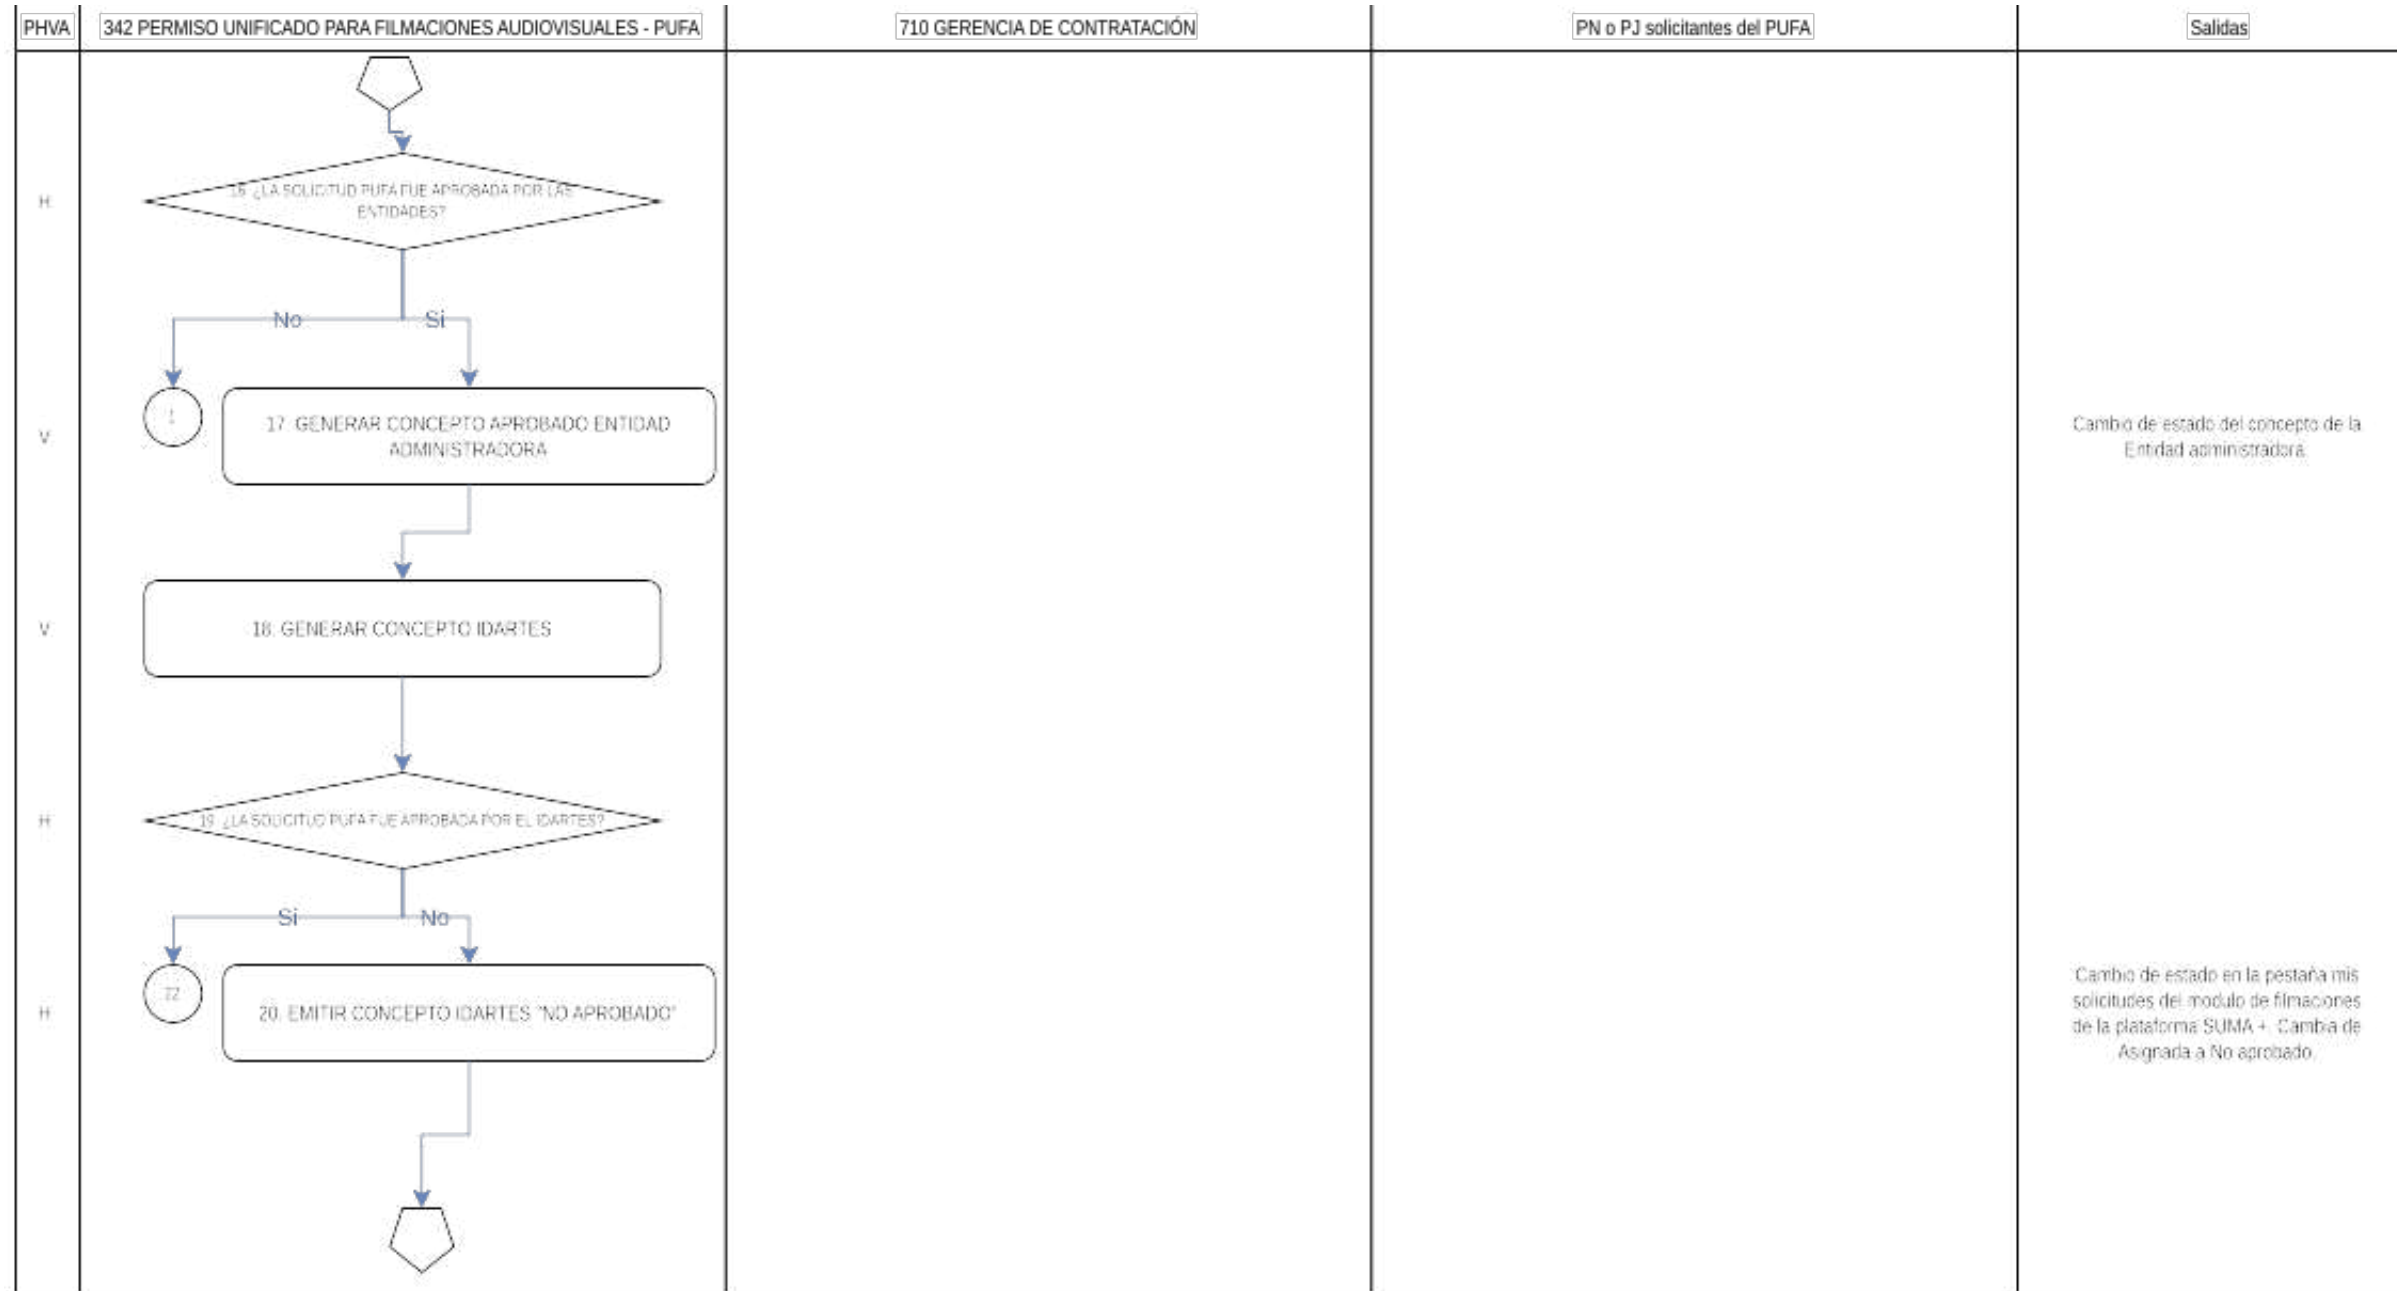 PHVA
342 PERMISO UNIFICADO PARA FILMACIONES AUDIOVISUALES - PUFA
710 GERENCIA DE CONTRATACIÓN
PN o PJ solicitantes del PUFA
Salidas
H
16. ¿LA SOLICITUD PUFA FUE APROBADA POR LAS
ENTIDADES?
No
Si
V
1
17. GENERAR CONCEPTO APROBADO ENTIDAD
ADMINISTRADORA
Cambio de estado del concepto de la
Entidad administradora.
V
18. GENERAR CONCEPTO IDARTES
H
19. ¿LA SOLICITUD PUFA FUE APROBADA POR EL IDARTES?
Si
No
H
22
20. EMITIR CONCEPTO IDARTES "NO APROBADO"
Cambio de estado en la pestaña mis
solicitudes del modulo de filmaciones
de la plataforma SUMA +. Cambia de
Asignada a No aprobado.